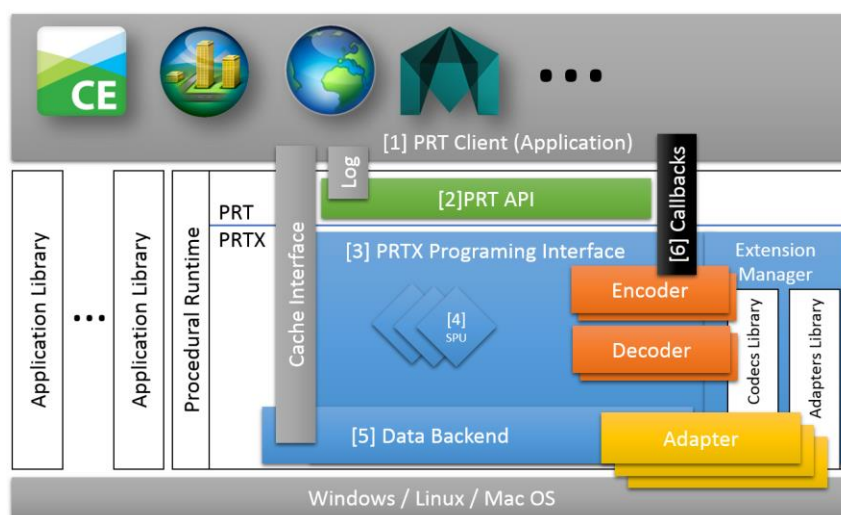 CE
...
[1] PRT Client (Application)
Application Library
...
Application Library
Procedural Runtime
PRT
PRTX
Cache Interface
Log
[2]PRT API
[6] Callbacks
[3] PRTX Programing Interface
Extension
Manager
[4]
SPU
Encoder
Decoder
Codecs Library
Adapters Library
[5] Data Backend
Adapter
Windows / Linux / Mac OS